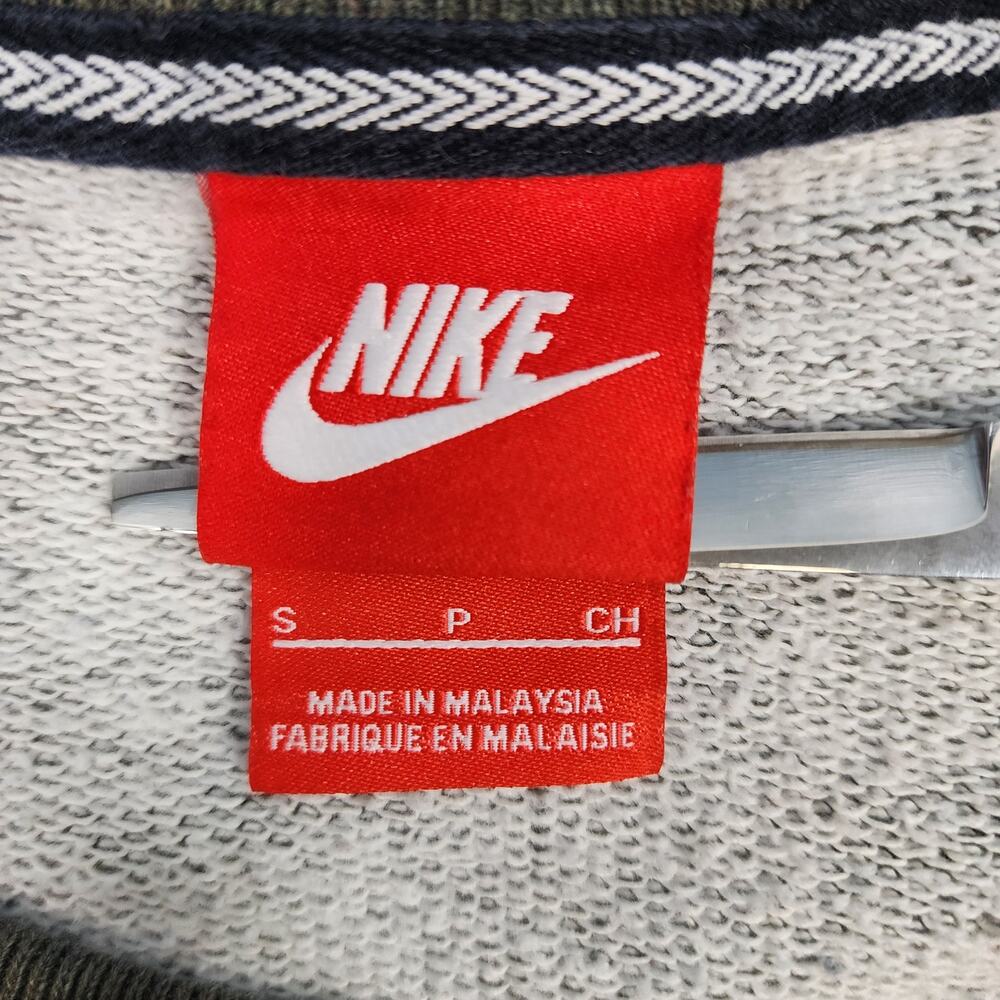 NIKE
S P CH
MADE IN MALAYSIA
FABRIQUE EN MALAISIE